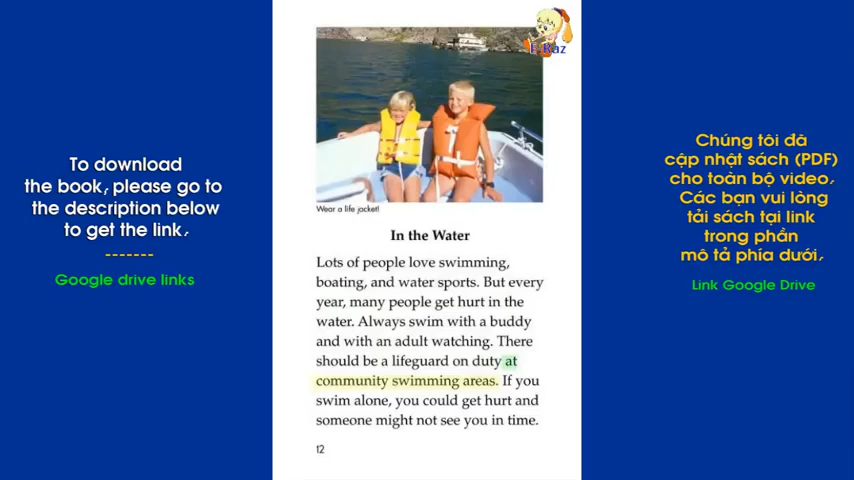 To download
the book, please go to
the description below
to get the link,
-------
Google drive links
E-Raz
Wear a life jacket!
In the Water
Lots of people love swimming,
boating, and water sports. But every
year, many people get hurt in the
water. Always swim with a buddy
and with an adult watching. There
should be a lifeguard on duty at
community swimming areas. If you
swim alone, you could get hurt and
someone might not see you in time.
12
Chúng tôi đã
cập nhật sách (PDF)
cho toàn bộ video,
Các bạn vui lòng
tải sách tại link
trong phần
mô tả phía dưới,
Link Google Drive